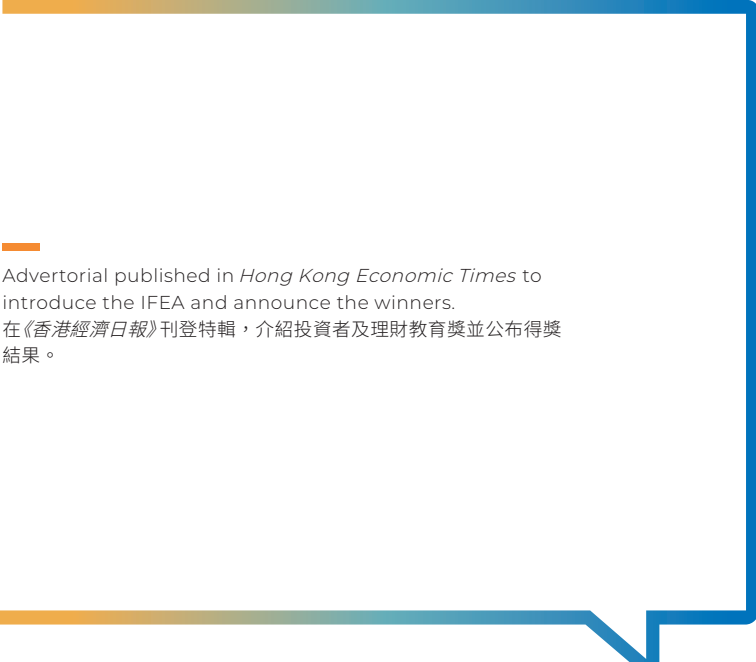 Advertorial published in Hong Kong Economic Times to
introduce the IFEA and announce the winners.
在《香港經濟日報》刊登特輯，介紹投資者及理財教育獎並公布得獎
結果。